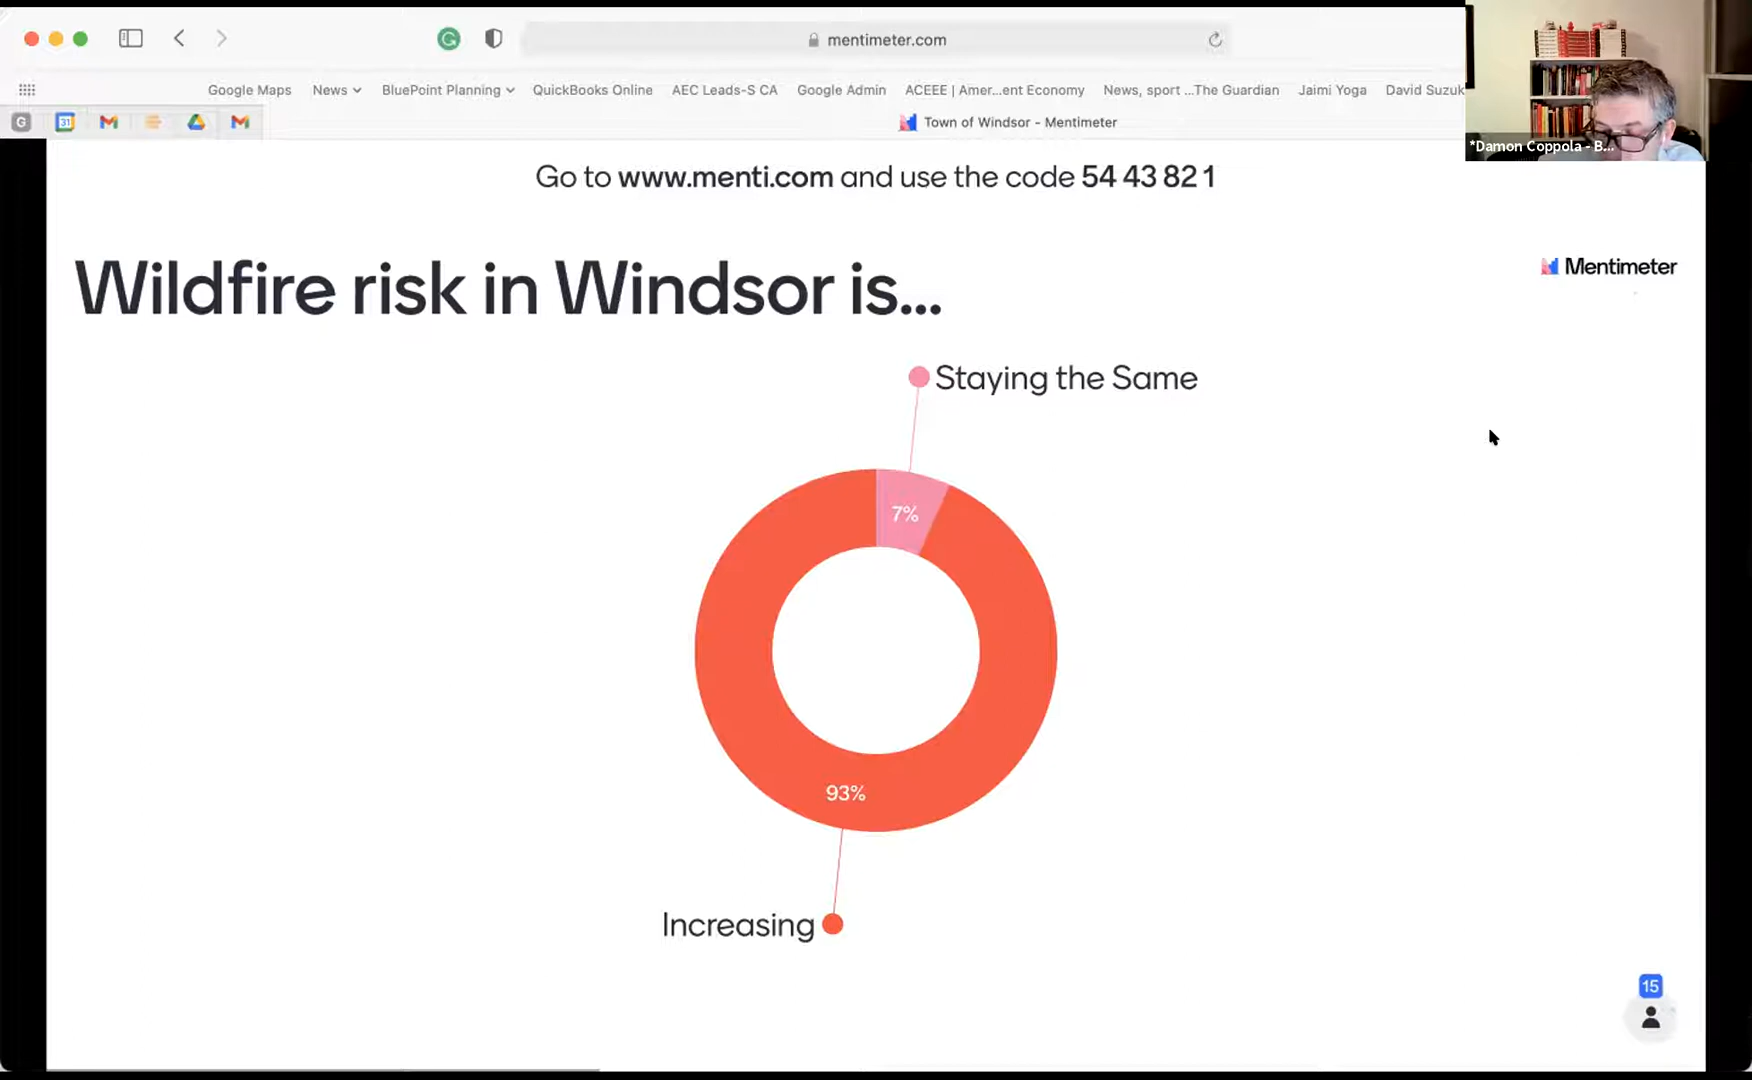 mentimeter.com
Google Maps
News
BluePoint Planning
QuickBooks Online
AEC Leads-S CA
Google Admin
ACEEE | Amer...ent Economy
News, sport ...The Guardian
Jaimi Yoga
David Suzuk
G
31
Town of Windsor - Mentimeter
*Damon Coppola - B...
Go to www.menti.com and use the code 54 43 82 1
Wildfire risk in Windsor is...
Mentimeter
Staying the Same
7%
93%
Increasing
15